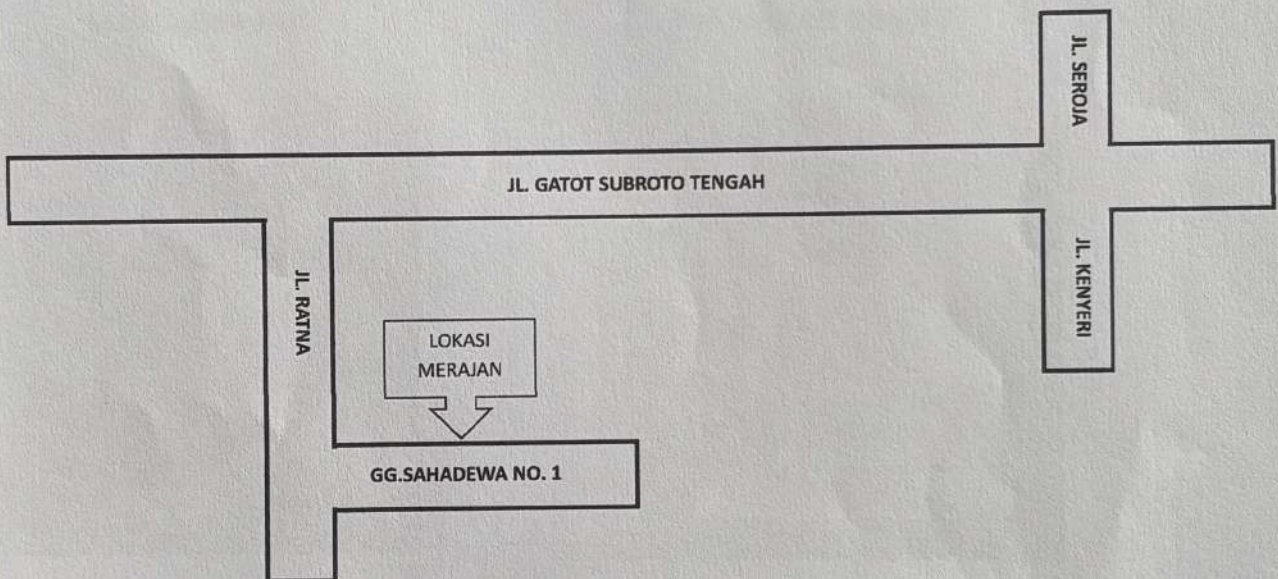 JL. SEROJA
JL. GATOT SUBROTO TENGAH
JL. KENYERI
JL. RATNA
LOKASI
MERAJAN
GG.SAHADEWA NO. 1